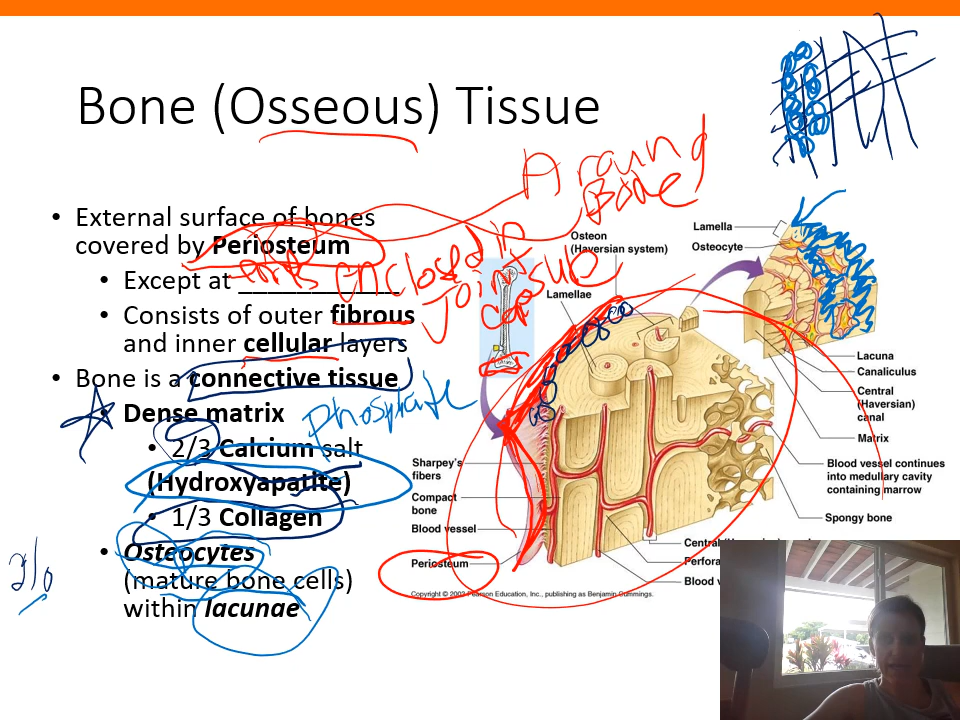 Bone (Osseous) Tissue
Around
Bone
• External surface of bones
covered by Periosteum
• Except at ____________
enclosed in
joint
• Consists of outer fibrous
and inner cellular layers
• Bone is a connective tissue
• Dense matrix
phosphate
• 2/3 Calcium salt
(Hydroxyapatite)
• 1/3 Collagen
• Osteocytes
(mature bone cells)
within lacunae
2%
Osteon
(Haversian system)
Lamellae
Lamella
Osteocyte
Lacuna
Canaliculus
Central
(Haversian)
canal
Matrix
Blood vessel continues
into medullary cavity
containing marrow
Spongy bone
Sharpey's
fibers
Compact
bone
Blood vessel
Periosteum
Copyright © 2003 Pearson Education, Inc., publishing as Benjamin Cummings.